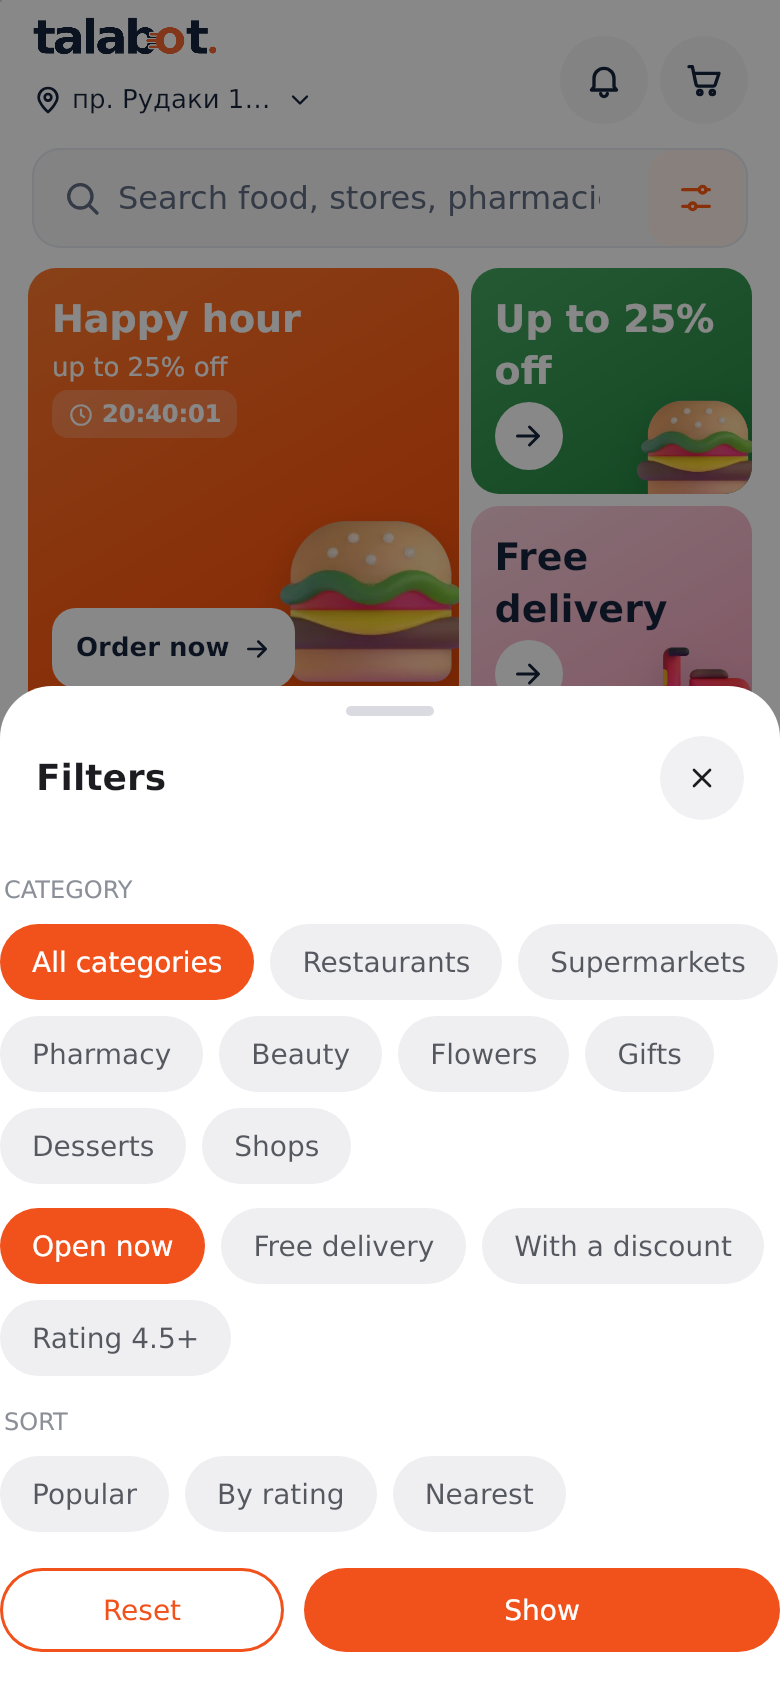 talabot.
пр. Рудаки 1...
Search food, stores, pharmaci
Happy hour
up to 25% off
20:40:01
Order now
Up to 25%
off
Free
delivery
Filters
CATEGORY
All categories
Restaurants
Supermarkets
Pharmacy
Beauty
Flowers
Gifts
Desserts
Shops
Open now
Free delivery
With a discount
Rating 4.5+
SORT
Popular
By rating
Nearest
Reset
Show